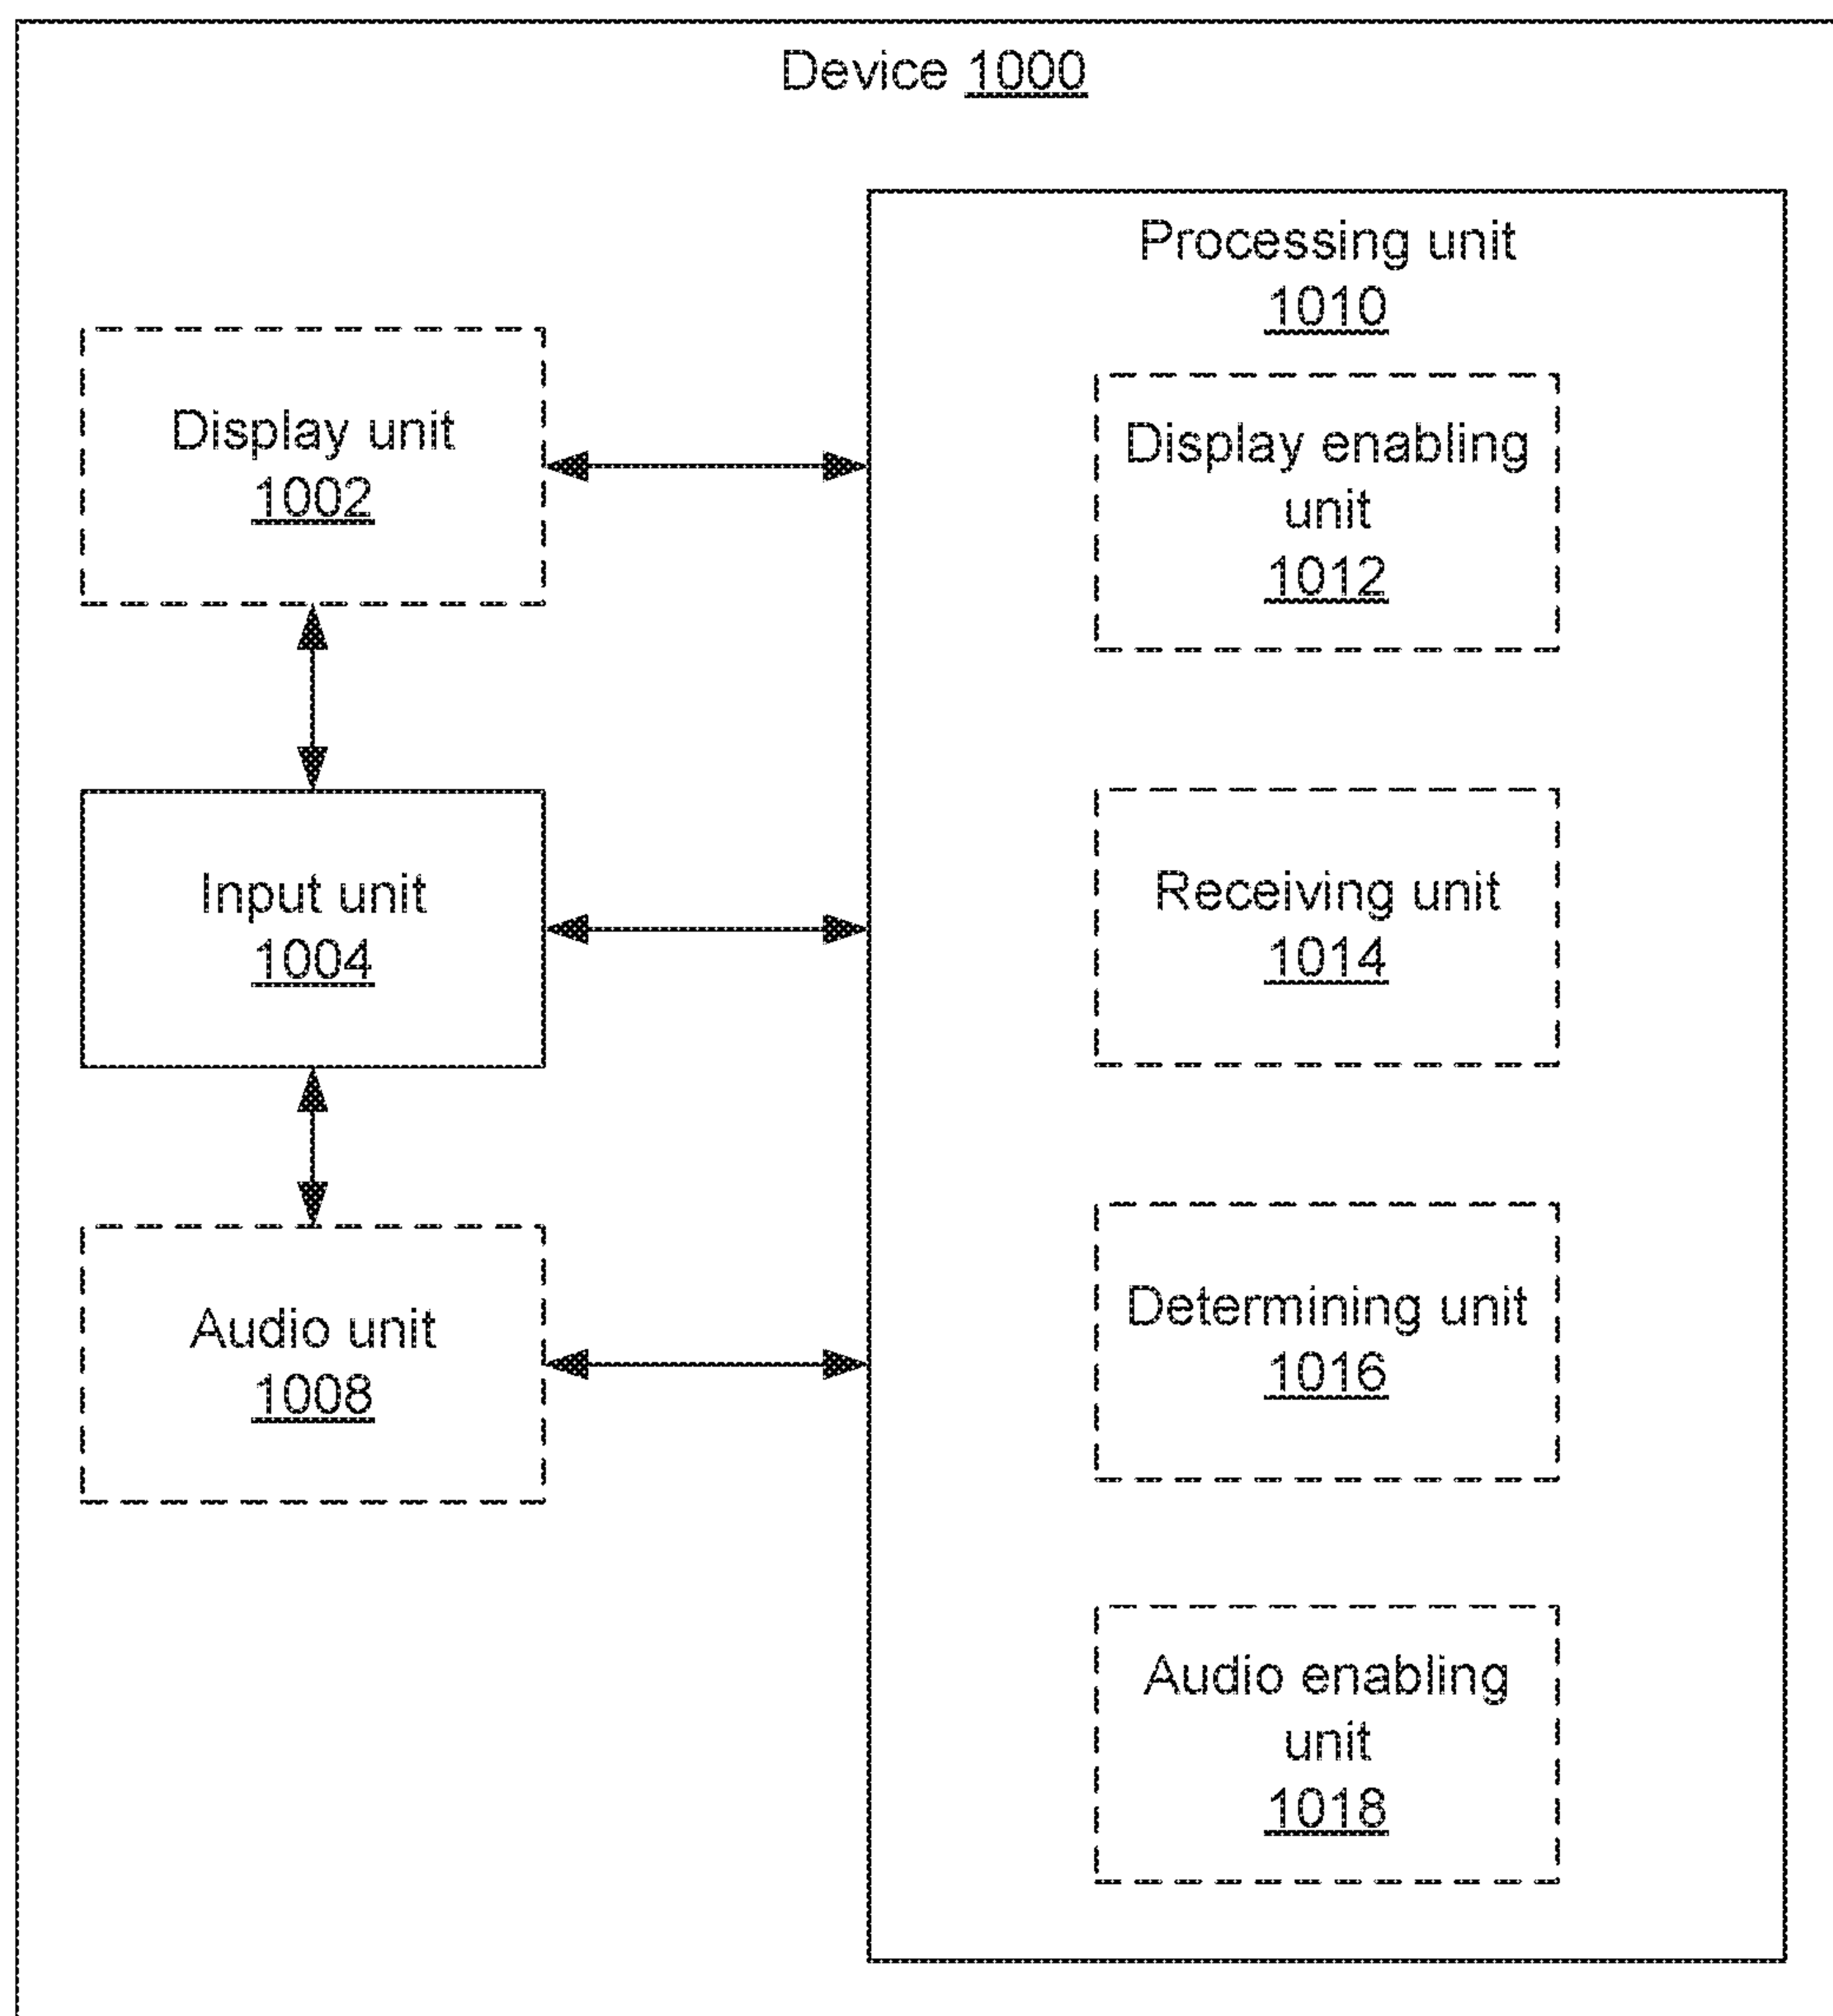 Device 1000
Processing unit
1010
Display unit
1002
Display enabling
unit
1012
Input unit
1004
Receiving unit
1014
Audio unit
1008
Determining unit
1016
Audio enabling
unit
1018